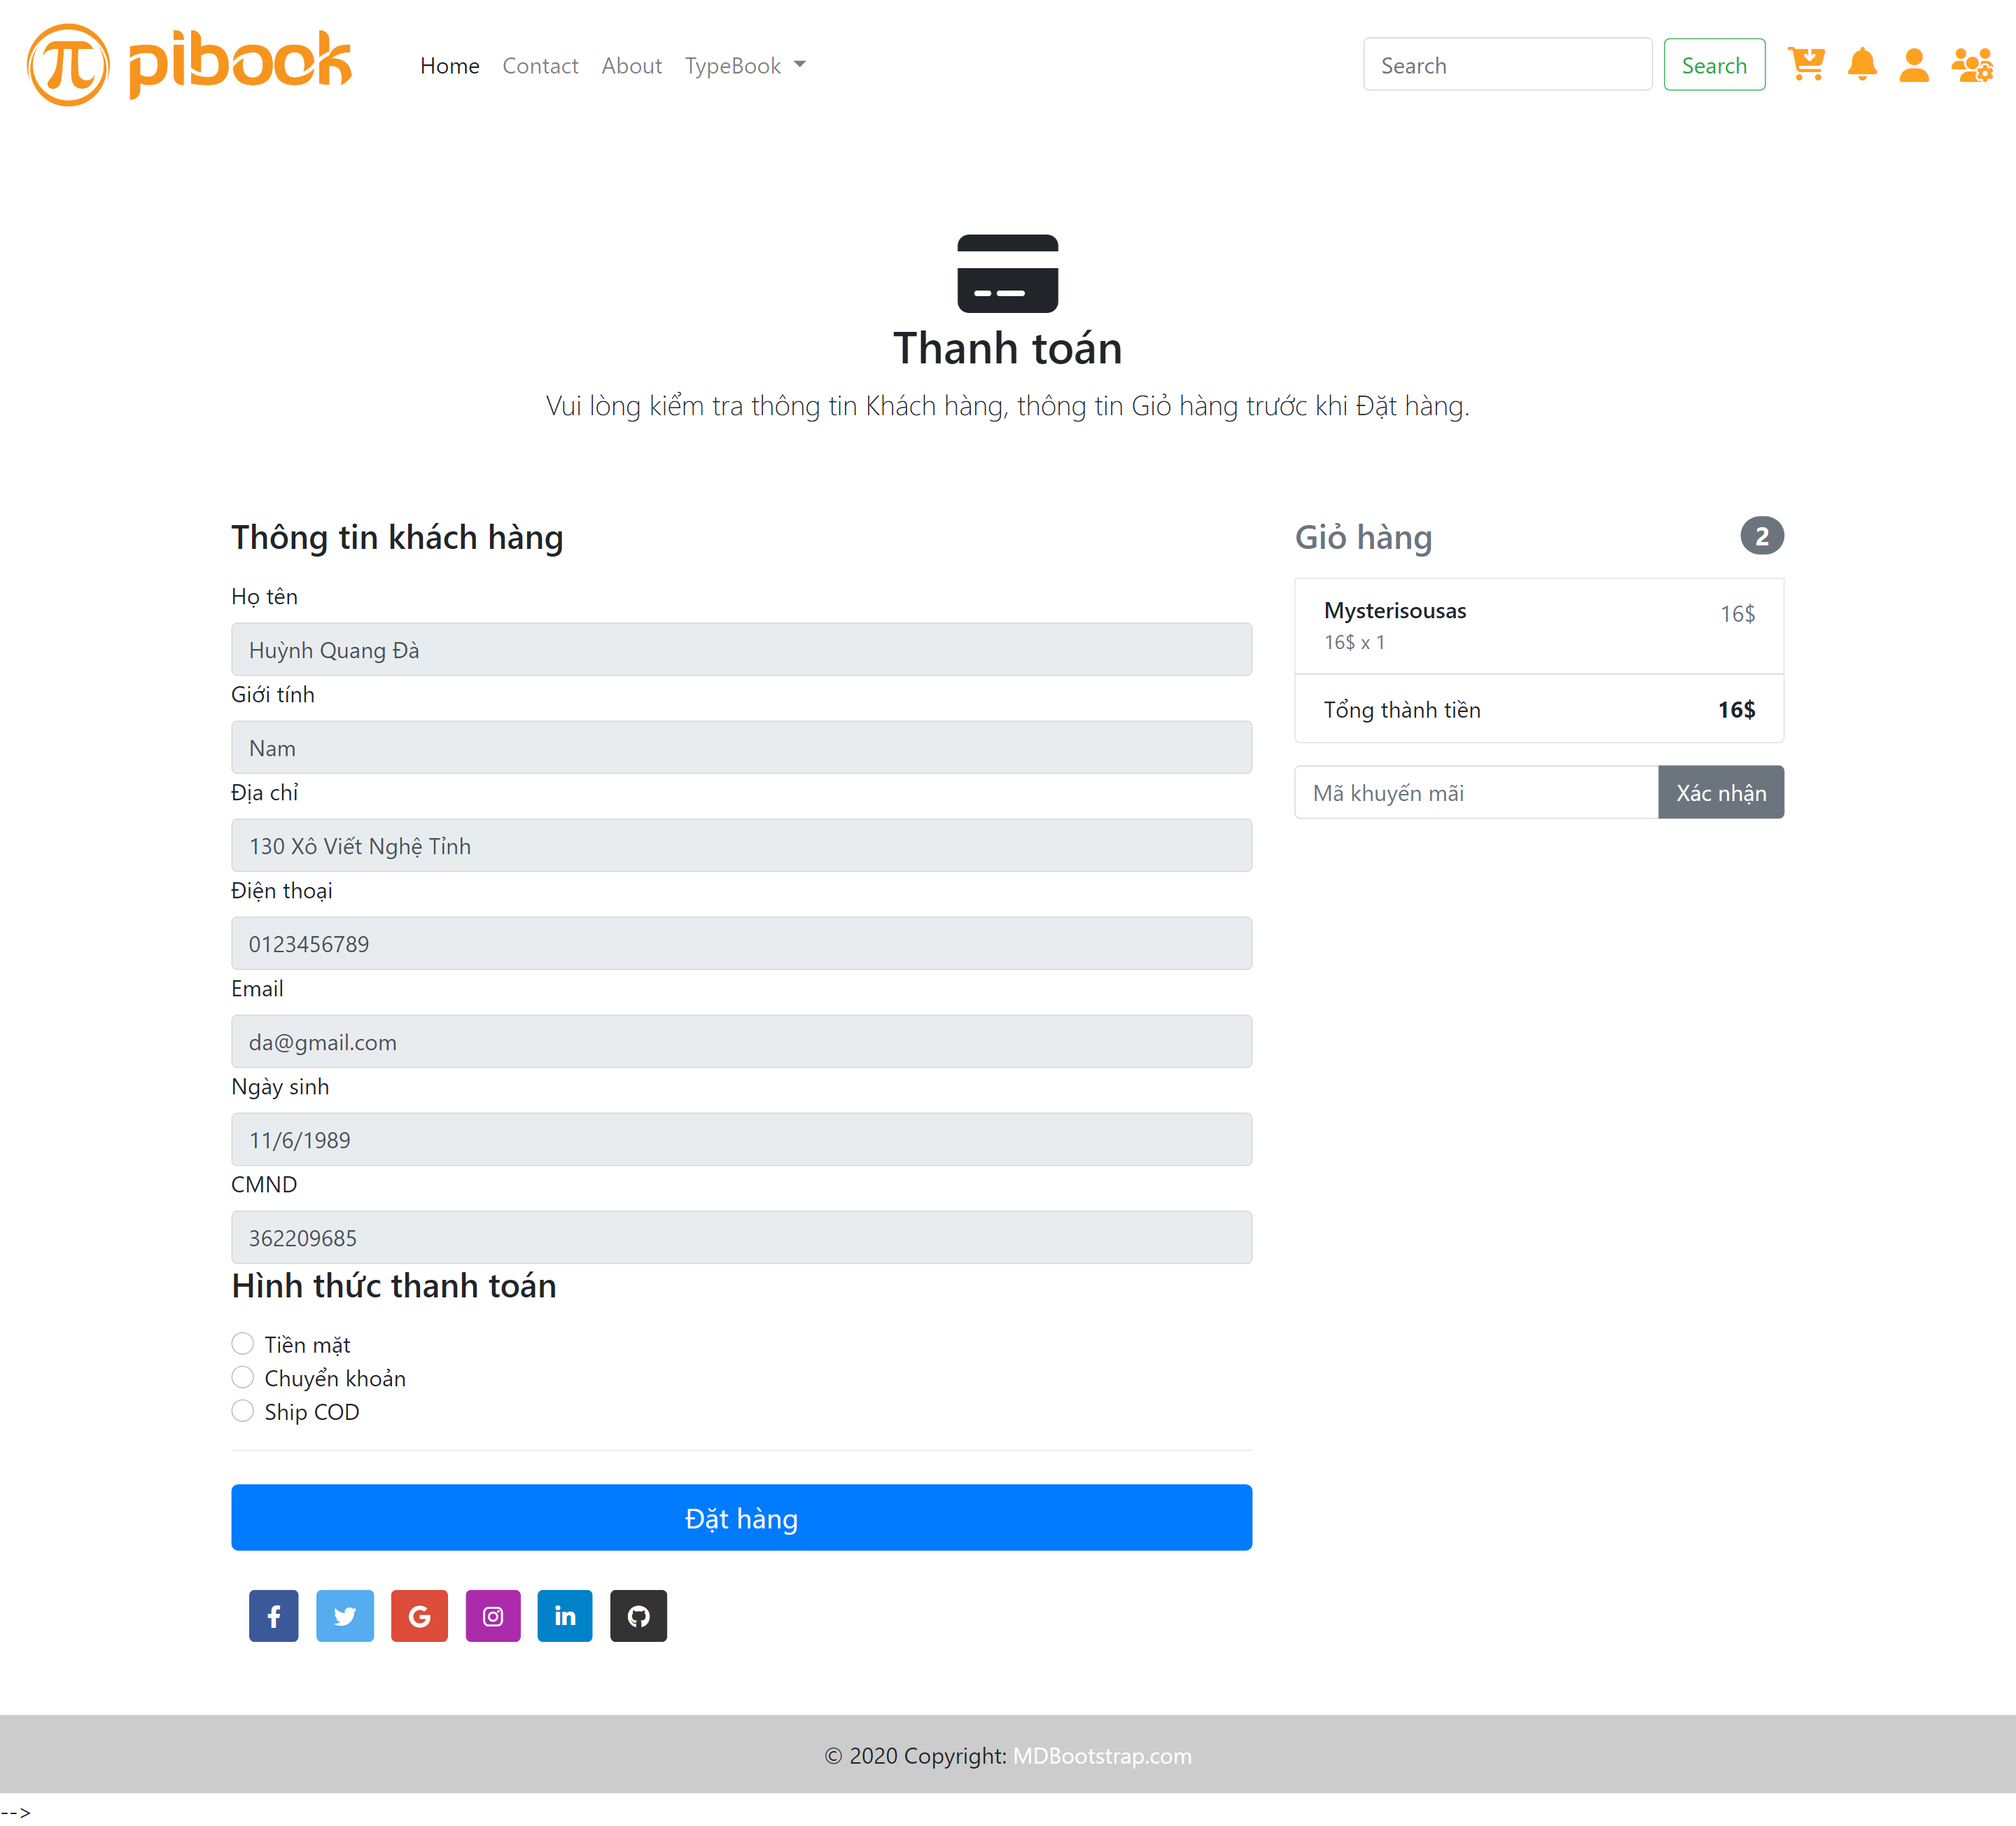 π pibook
Home Contact About TypeBook
Search Search
Thanh toán
Vui lòng kiểm tra thông tin Khách hàng, thông tin Giỏ hàng trước khi Đặt hàng.
Thông tin khách hàng
Họ tên
Huỳnh Quang Đà
Giới tính
Nam
Địa chỉ
130 Xô Viết Nghệ Tỉnh
Điện thoại
0123456789
Email
da@gmail.com
Ngày sinh
11/6/1989
CMND
362209685
Hình thức thanh toán
Tiền mặt
Chuyển khoản
Ship COD
Đặt hàng
Giỏ hàng 2
Mysterisousas 16$
16$ x 1
Tổng thành tiền 16$
Mã khuyến mãi Xác nhận
© 2020 Copyright: MDBootstrap.com
-->